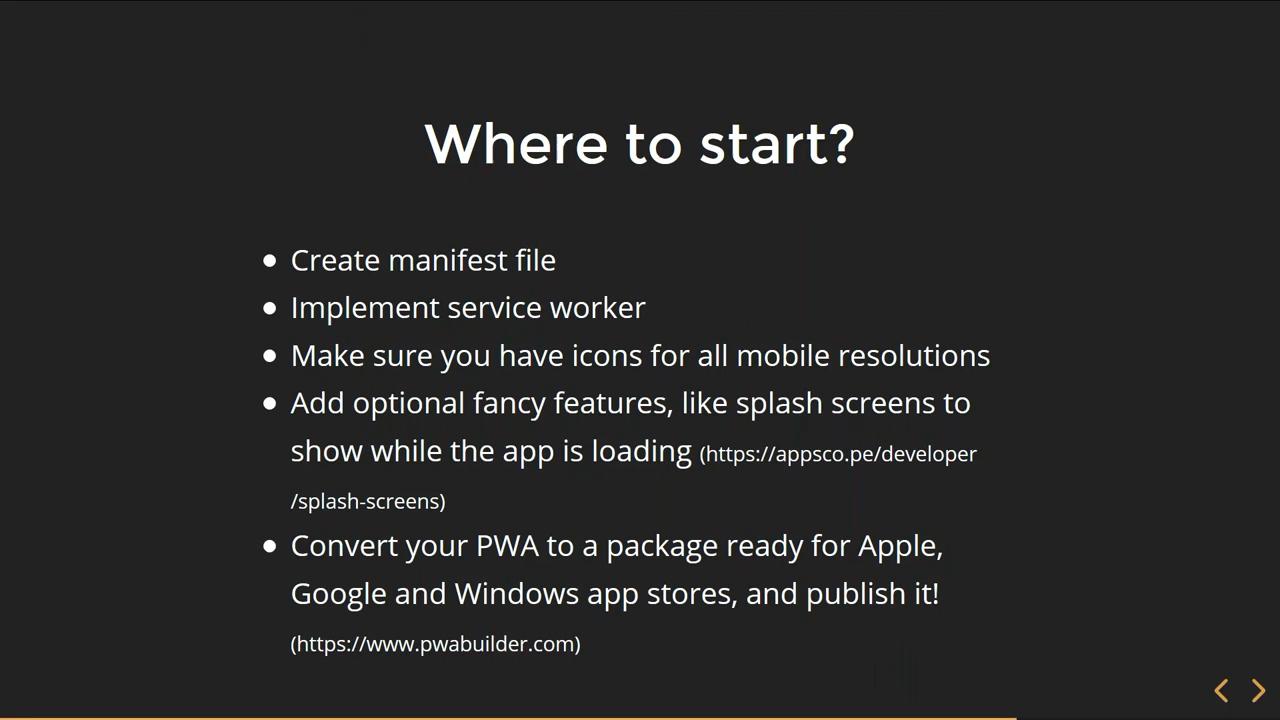 Where to start?
Create manifest file
Implement service worker
Make sure you have icons for all mobile resolutions
Add optional fancy features, like splash screens to
show while the app is loading (https://appsco.pe/developer
/splash-screens)
Convert your PWA to a package ready for Apple,
Google and Windows app stores, and publish it!
(https://www.pwabuilder.com)